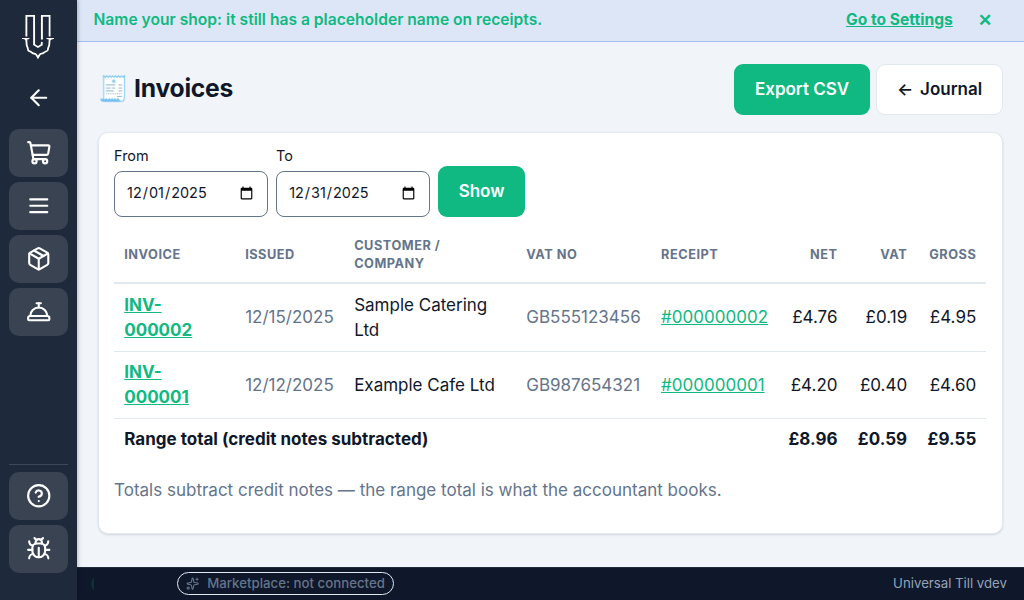 Name your shop: it still has a placeholder name on receipts. Go to Settings ✕
🧾 Invoices Export CSV ← Journal
From To
12/01/2025 12/31/2025 Show
INVOICE ISSUED CUSTOMER / COMPANY VAT NO RECEIPT NET VAT GROSS
INV-000002 12/15/2025 Sample Catering Ltd GB555123456 #000000002 £4.76 £0.19 £4.95
INV-000001 12/12/2025 Example Cafe Ltd GB987654321 #000000001 £4.20 £0.40 £4.60
Range total (credit notes subtracted) £8.96 £0.59 £9.55
Totals subtract credit notes — the range total is what the accountant books.
Marketplace: not connected Universal Till vdev